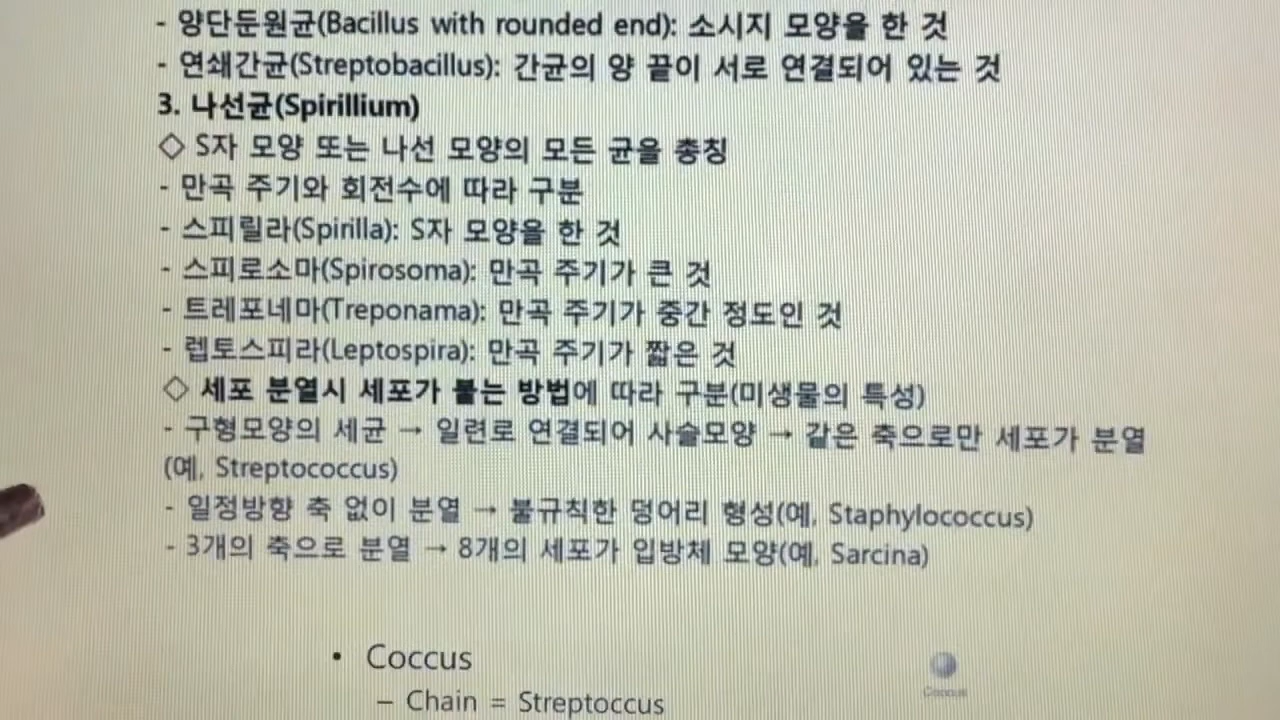 - 양단둔원균(Bacillus with rounded end): 소시지 모양을 한 것
- 연쇄간균(Streptobacillus): 간균의 양 끝이 서로 연결되어 있는 것
3. 나선균(Spirillium)
◇ S자 모양 또는 나선 모양의 모든 균을 총칭
- 만곡 주기와 회전수에 따라 구분
- 스피릴라(Spirilla): S자 모양을 한 것
- 스피로소마(Spirosoma): 만곡 주기가 큰 것
- 트레포네마(Treponama): 만곡 주기가 중간 정도인 것
- 렙토스피라(Leptospira): 만곡 주기가 짧은 것
◇ 세포 분열시 세포가 붙는 방법에 따라 구분(미생물의 특성)
- 구형모양의 세균 → 일련로 연결되어 사슬모양 → 같은 축으로만 세포가 분열
(예, Streptococcus)
- 일정방향 축 없이 분열 → 불규칙한 덩어리 형성(예, Staphylococcus)
- 3개의 축으로 분열 → 8개의 세포가 입방체 모양(예, Sarcina)
• Coccus
– Chain = Streptoccus
Coccus